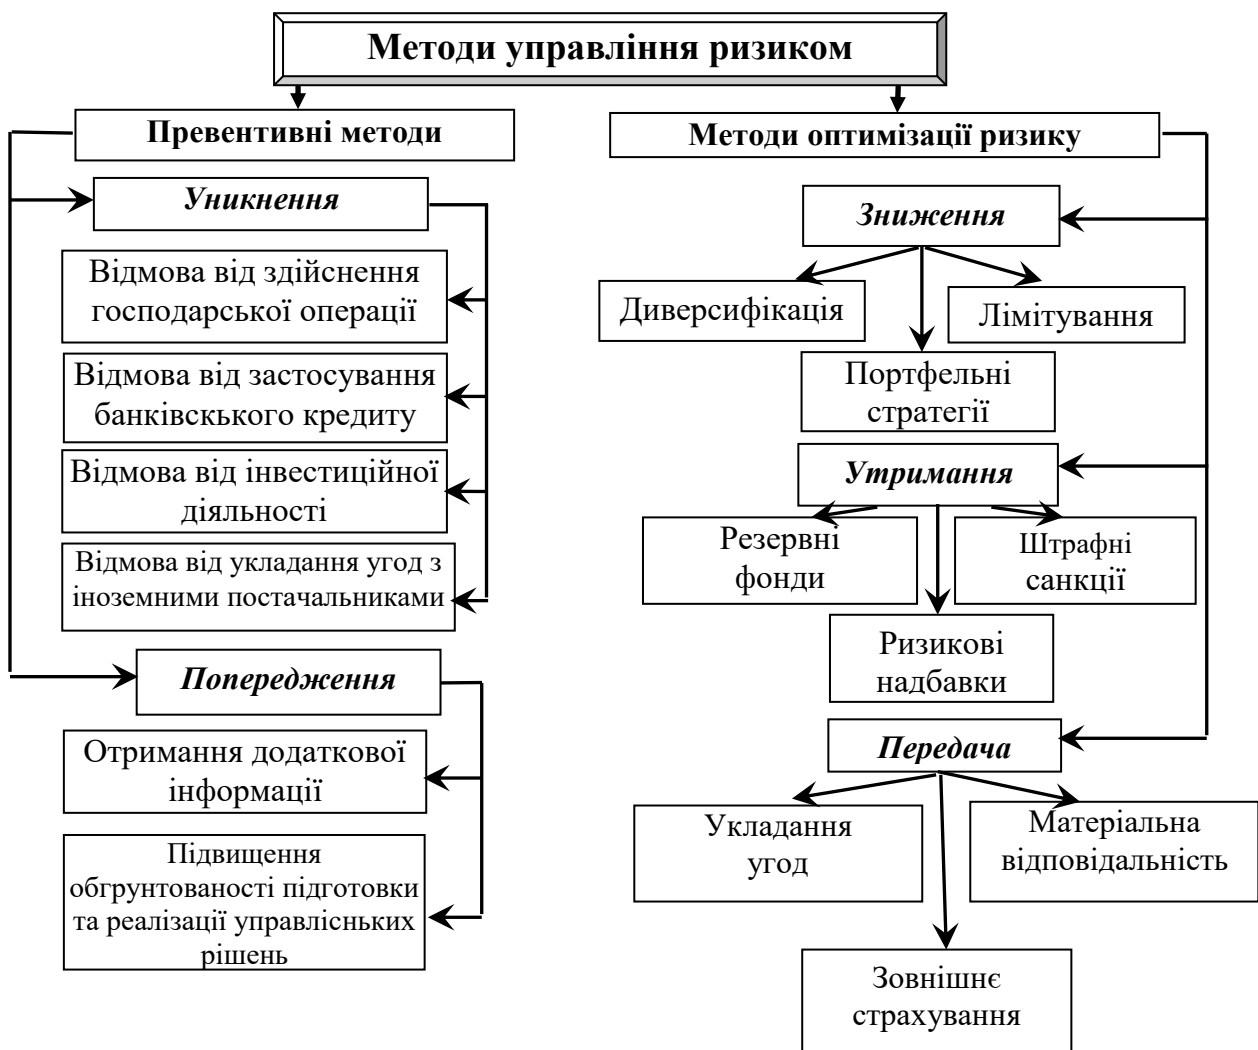 Методи управління ризиком
Превентивні методи
Уникнення
Відмова від здійснення
господарської операції
Відмова від застосування
банківскького кредиту
Відмова від інвестиційної
діяльності
Відмова від укладання угод з
іноземними постачальниками
Попередження
Отримання додаткової
інформації
Підвищення
обгрунтованості підготовки
та реалізації управлісньких
рішень
Методи оптимізації ризику
Зниження
Диверсифікація
Лімітування
Портфельні
стратегії
Утримання
Резервні
фонди
Штрафні
санкції
Ризикові
надбавки
Передача
Укладання
угод
Матеріальна
відповідальність
Зовнішнє
страхування